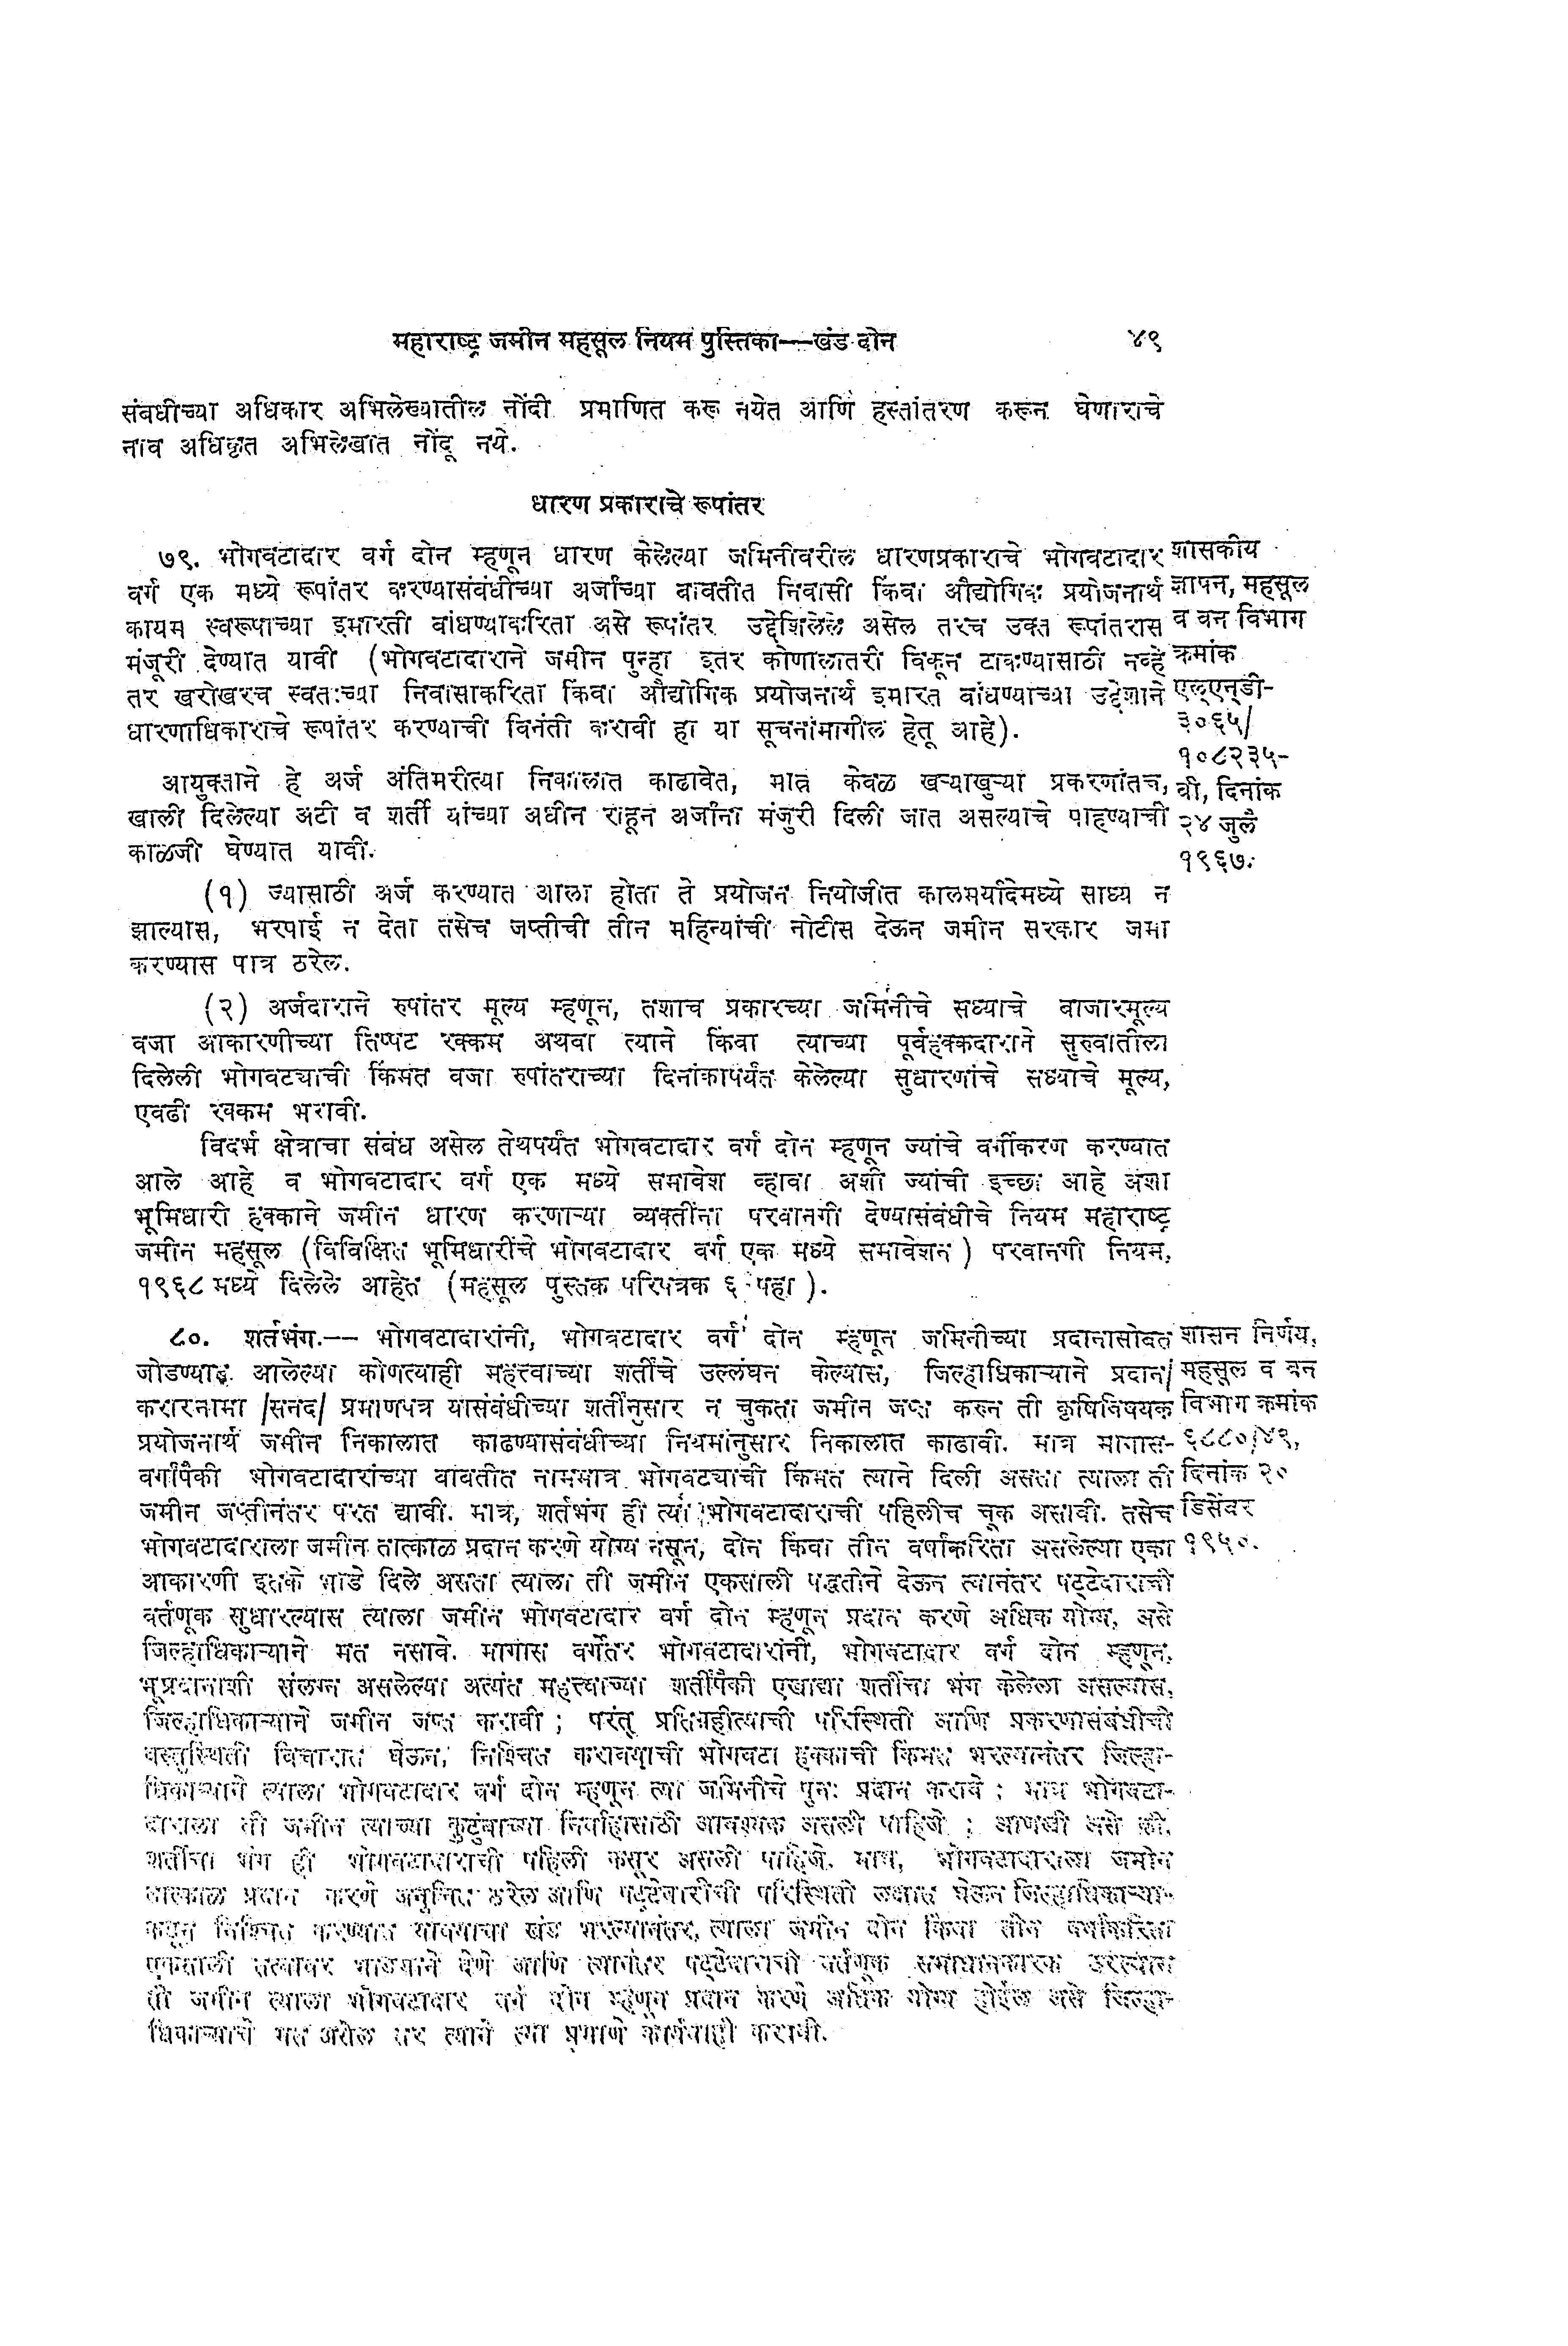 महाराष्ट्र जमीन महसूल नियम पुस्तिका—खंड दोन ४९
संबधीच्या अधिकार अभिलेख्यातील नोंदी प्रमाणित करू नयेत आणि हस्तांतरण करून घेणाराचे
नाव अधिकृत अभिलेखात नोंदू नये.
धारण प्रकाराचे रूपांतर
७९. भोगवटादार वर्ग दोन म्हणून धारण केलेल्या जमिनीवरील धारणप्रकाराचे भोगवटादार
वर्ग एक मध्ये रूपांतर करण्यासंबंधीच्या अर्जांच्या बाबतीत निवासी किंवा औद्योगिक प्रयोजनार्थ
कायम स्वरूपाच्या इमारती बांधण्याकरिता असे रूपांतर उद्देशिलेले असेल तरच उक्त रूपांतरास
मंजूरी देण्यात यावी (भोगवटादाराने जमीन पुन्हा इतर कोणालातरी विकून टाकण्यासाठी नव्हे
तर खरोखरच स्वतःच्या निवासाकरिता किंवा औद्योगिक प्रयोजनार्थ इमारत बांधण्याच्या उद्देशाने
धारणाधिकाराचे रूपांतर करण्याची विनंती करावी हा या सूचनांमागील हेतू आहे).
शासकीय
ज्ञापन, महसूल
व वन विभाग
क्रमांक
एल्एन्डी-
३०६५/
१०८२३५-
बी, दिनांक
२४ जुलै
१९६७.
आयुक्ताने हे अर्ज अंतिमरीत्या निकालात काढावेत, मात्र केवळ खऱ्याखुऱ्या प्रकरणांतच,
खाली दिलेल्या अटी व शर्ती यांच्या अधीन राहून अर्जांना मंजुरी दिली जात असल्याचे पाहण्याची
काळजी घेण्यात यावी.
(१) ज्यासाठी अर्ज करण्यात आला होता ते प्रयोजन नियोजीत कालमर्यादेमध्ये साध्य न
झाल्यास, भरपाई न देता तसेच जप्तीची तीन महिन्यांची नोटीस देऊन जमीन सरकार जमा
करण्यास पात्र ठरेल.
(२) अर्जदाराने रुपांतर मूल्य म्हणून, तशाच प्रकारच्या जमिनीचे सध्याचे बाजारमूल्य
वजा आकारणीच्या तिप्पट रक्कम अथवा त्याने किंवा त्याच्या पूर्वहक्कदाराने सुरुवातीला
दिलेली भोगवट्याची किंमत वजा रुपांतराच्या दिनांकापर्यंत केलेल्या सुधारणांचे सध्याचे मूल्य,
एवढी रक्कम भरावी.
विदर्भ क्षेत्राचा संबंध असेल तेथपर्यंत भोगवटादार वर्ग दोन म्हणून ज्यांचे वर्गीकरण करण्यात
आले आहे व भोगवटादार वर्ग एक मध्ये समावेश व्हावा अशी ज्यांची इच्छा आहे अशा
भूमिधारी हक्काने जमीन धारण करणाऱ्या व्यक्तींना परवानगी देण्यासंबंधीचे नियम महाराष्ट्र
जमीन महसूल (विविक्षित भूमिधारींचे भोगवटादार वर्ग एक मध्ये समावेशन) परवानगी नियम,
१९६८ मध्ये दिलेले आहेत (महसूल पुस्तक परिपत्रक ६ पहा).
८०. शर्तभंग.—- भोगवटादारांनी, भोगवटादार वर्ग दोन म्हणून जमिनीच्या प्रदानासोबत
जोडण्यात आलेल्या कोणत्याही महत्त्वाच्या शर्तीचे उल्लंघन केल्यास, जिल्हाधिकाऱ्याने प्रदान/
करारनामा/सनद/ प्रमाणपत्र यासंबंधीच्या शर्तीनुसार न चुकता जमीन जप्त करुन ती कृषिविषयक
प्रयोजनार्थ जमीन निकालात काढण्यासंबंधीच्या नियमांनुसार निकालात काढावी. मात्र मागास-
वर्गांपैकी भोगवटादारांच्या बाबतीत नाममात्र भोगवट्याची किंमत त्याने दिली असता त्याला ती
जमीन जप्तीनंतर परत द्यावी. मात्र, शर्तभंग ही त्या भोगवटादाराची पहिलीच चूक असावी. तसेच
भोगवटादाराला जमीन तात्काळ प्रदान करणे योग्य नसून, दोन किंवा तीन वर्षांकरिता असलेल्या एका
आकारणी इतके भाडे दिले असता त्याला ती जमीन एकसाली पद्धतीने देऊन त्यानंतर पट्टेदाराची
वर्तणूक सुधारल्यास त्याला जमीन भोगवटादार वर्ग दोन म्हणून प्रदान करणे अधिक योग्य, असे
जिल्हाधिकाऱ्याने मत नसावे. मागास वर्गेतर भोगवटादारांनी, भोगवटादार वर्ग दोन म्हणून,
भूप्रदानाशी संलग्न असलेल्या अत्यंत महत्त्वाच्या शर्तीपैकी एखाद्या शर्तीचा भंग केलेला असल्यास,
जिल्हाधिकाऱ्याने जमीन जप्त करावी ; परंतु प्रतिग्रहीत्याची परिस्थिती आणि प्रकरणासंबंधीची
वस्तुस्थिती विचारात घेऊन, निश्चित करावयाची भोगवटा हक्काची किंमत भरल्यानंतर जिल्हा-
धिकाऱ्याने त्याला भोगवटादार वर्ग दोन म्हणून त्या जमिनीचे पुनः प्रदान करावे ; मात्र भोगवटा-
दाराला ती जमीन त्याच्या कुटुंबाच्या निर्वाहासाठी आवश्यक असली पाहिजे ; आणखी असे की,
शर्तीचा भंग ही भोगवटादाराची पहिली कसूर असली पाहिजे. मात्र, भोगवटादाराला जमीन
तात्काळ प्रदान करणे अनुचित ठरेल आणि पट्टेदाराची परिस्थिती लक्षात घेऊन जिल्हाधिकाऱ्या-
कडून निश्चित करण्यात यावयाचा खंड भरल्यानंतर, त्याला जमीन दोन किंवा तीन वर्षांकरिता
एकसाली तत्वावर भाड्याने देणे आणि त्यानंतर पट्टेदाराची वर्तणूक समाधानकारक ठरल्यास
ती जमीन त्याला भोगवटादार वर्ग दोन म्हणून प्रदान करणे अधिक योग्य होईल असे जिल्हा-
धिकाऱ्याचे मत असेल तर त्याने त्या प्रमाणे कार्यवाही करावी.
शासन निर्णय,
महसूल व वन
विभाग क्रमांक
६८८०/४९,
दिनांक २०
डिसेंबर
१९५०.